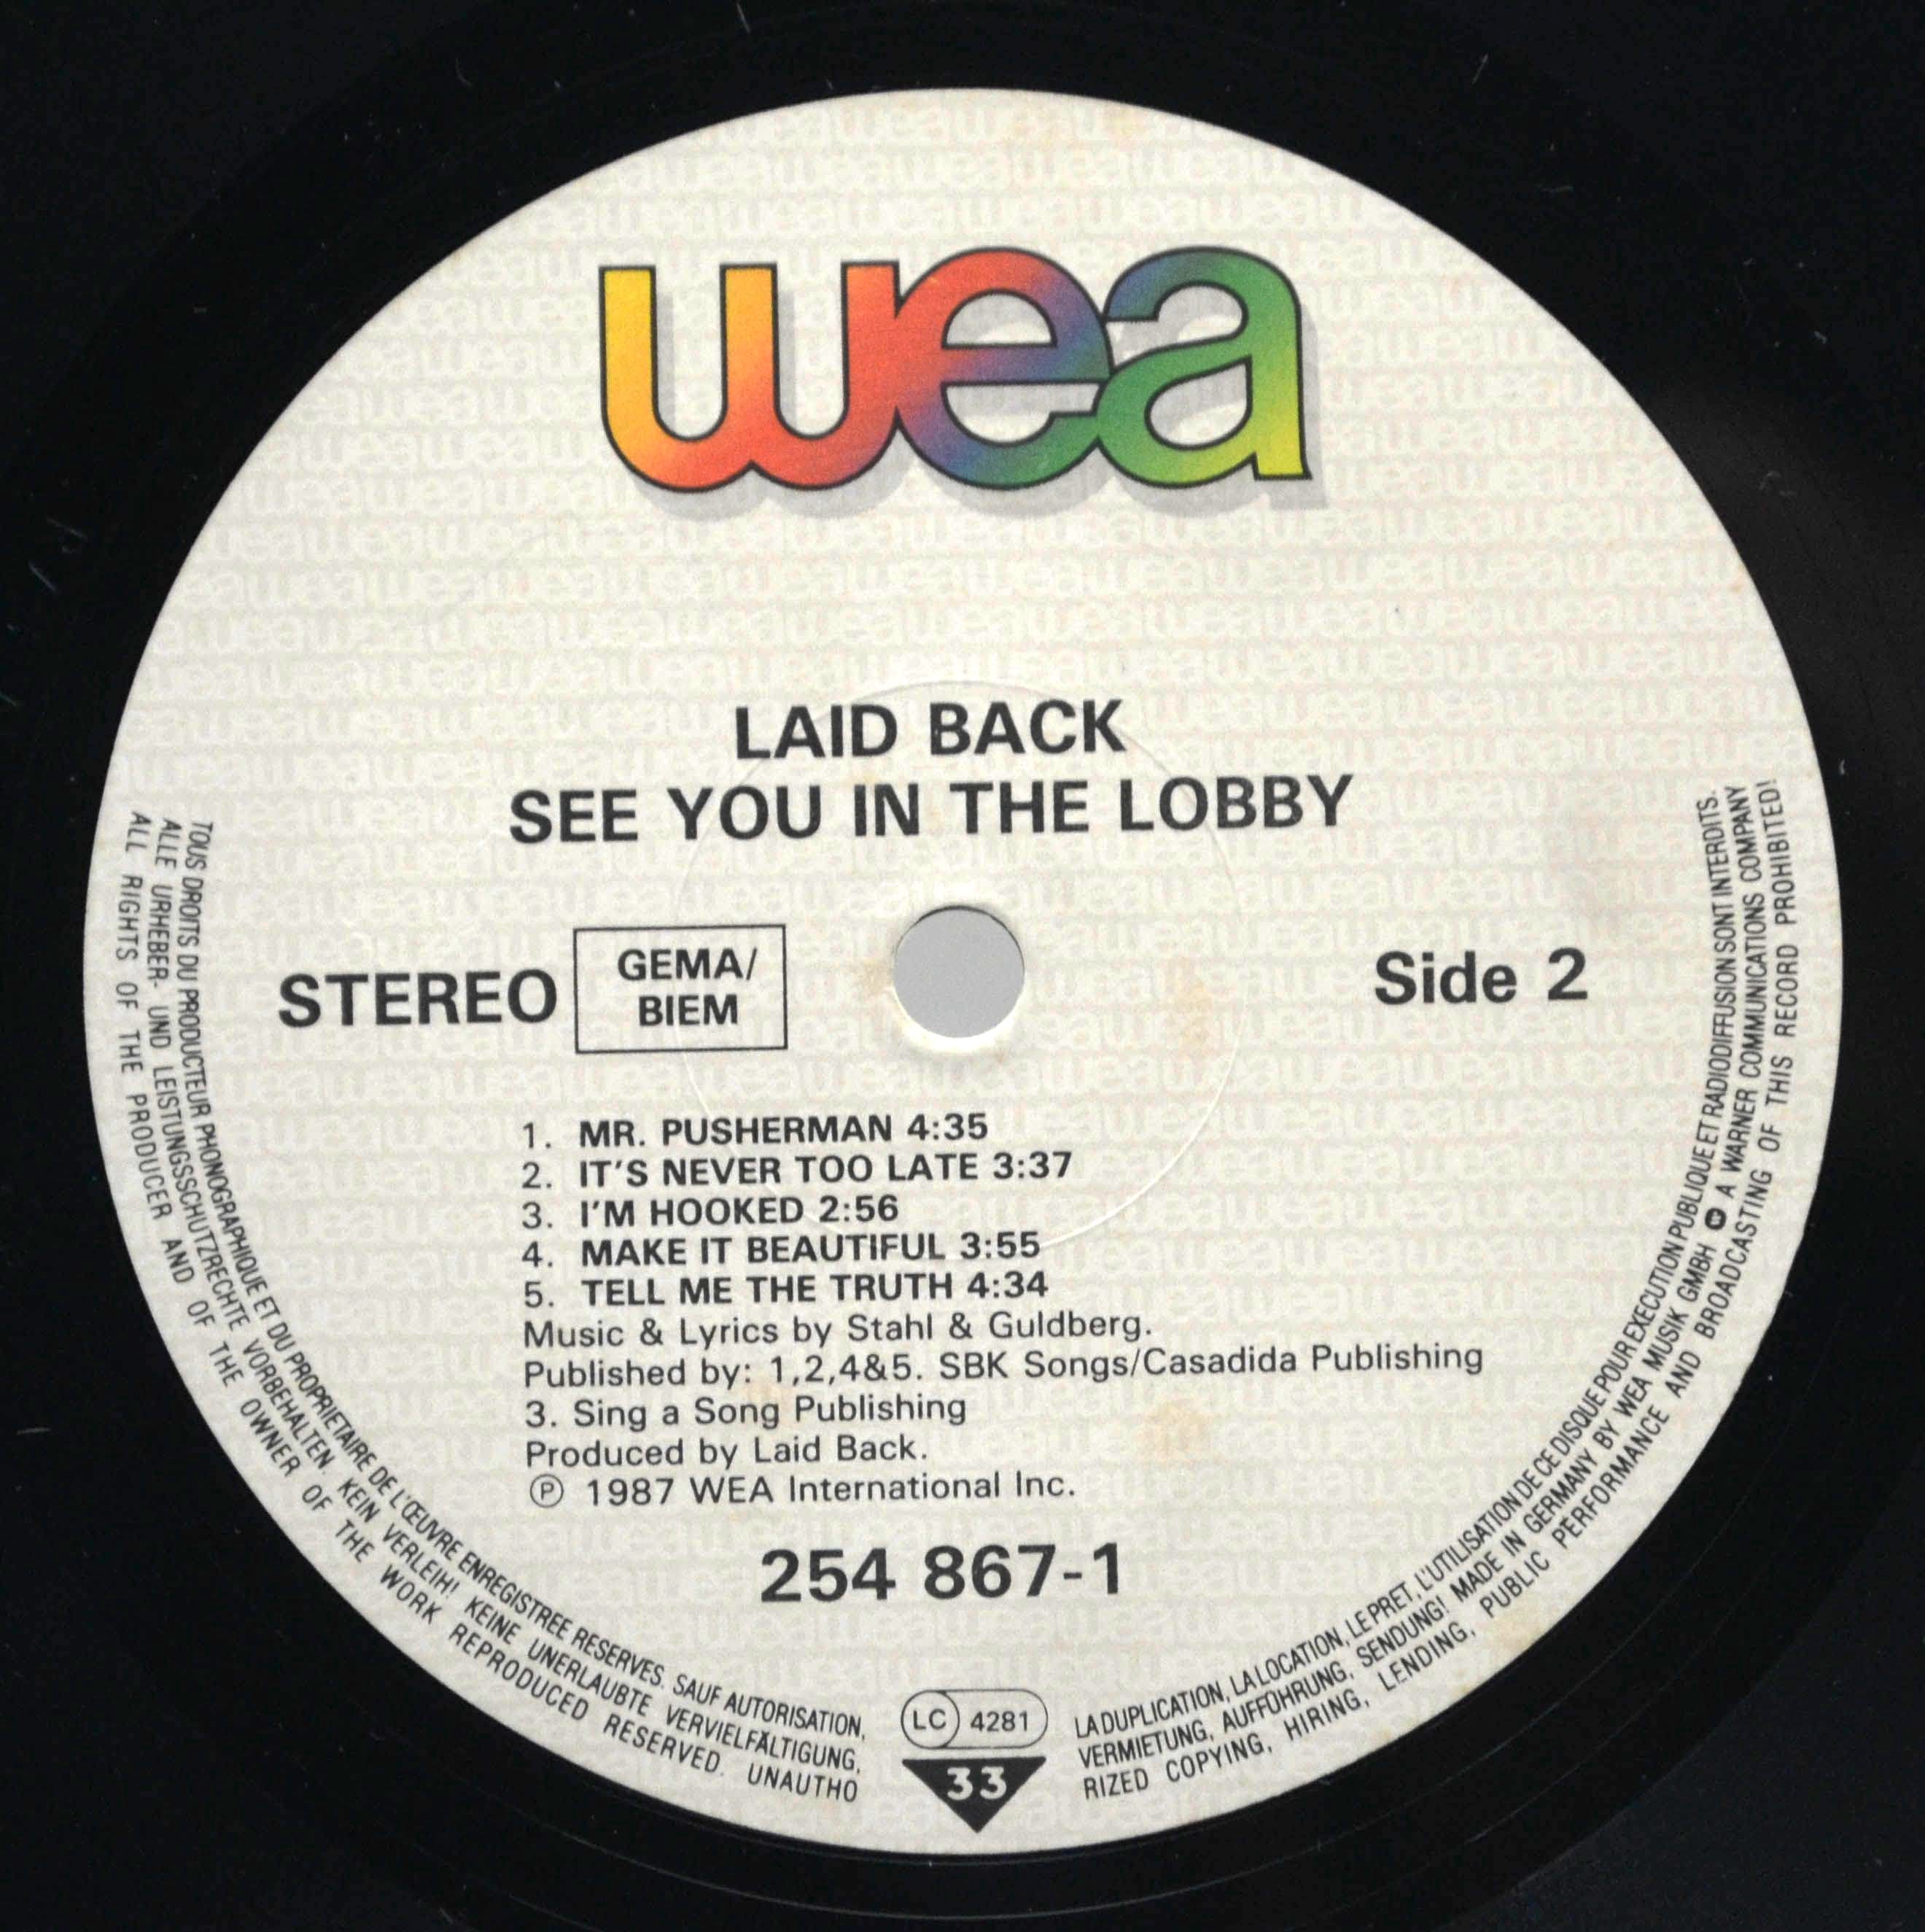 wea
LAID BACK
SEE YOU IN THE LOBBY
STEREO
GEMA/
BIEM
Side 2
1. MR. PUSHERMAN 4:35
2. IT'S NEVER TOO LATE 3:37
3. I'M HOOKED 2:56
4. MAKE IT BEAUTIFUL 3:55
5. TELL ME THE TRUTH 4:34
Music & Lyrics by Stahl & Guldberg.
Published by: 1,2,4&5. SBK Songs/Casadida Publishing
3. Sing a Song Publishing
Produced by Laid Back.
℗ 1987 WEA International Inc.
254 867-1
LC 4281
33
TOUS DROITS DU PRODUCTEUR PHONOGRAPHIQUE ET DU PROPRIETAIRE DE L'ŒUVRE ENREGISTREE RESERVES. SAUF AUTORISATION, LA DUPLICATION, LA LOCATION, LE PRET, L'UTILISATION DE CE DISQUE POUR EXECUTION PUBLIQUE ET RADIODIFFUSION SONT INTERDITS.
ALLE URHEBER- UND LEISTUNGSSCHUTZRECHTE VORBEHALTEN. KEIN VERLEIH! KEINE UNERLAUBTE VERVIELFÄLTIGUNG, VERMIETUNG, AUFFÜHRUNG, SENDUNG! MADE IN GERMANY BY WEA MUSIK GMBH A WARNER COMMUNICATIONS COMPANY
ALL RIGHTS OF THE PRODUCER AND OF THE OWNER OF THE WORK REPRODUCED RESERVED. UNAUTHORIZED COPYING, HIRING, LENDING, PUBLIC PERFORMANCE AND BROADCASTING OF THIS RECORD PROHIBITED!